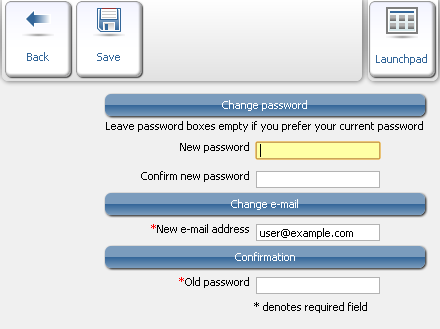 Back
Save
Launchpad
Change password
Leave password boxes empty if you prefer your current password
New password
Confirm new password
Change e-mail
*New e-mail address user@example.com
Confirmation
*Old password
* denotes required field